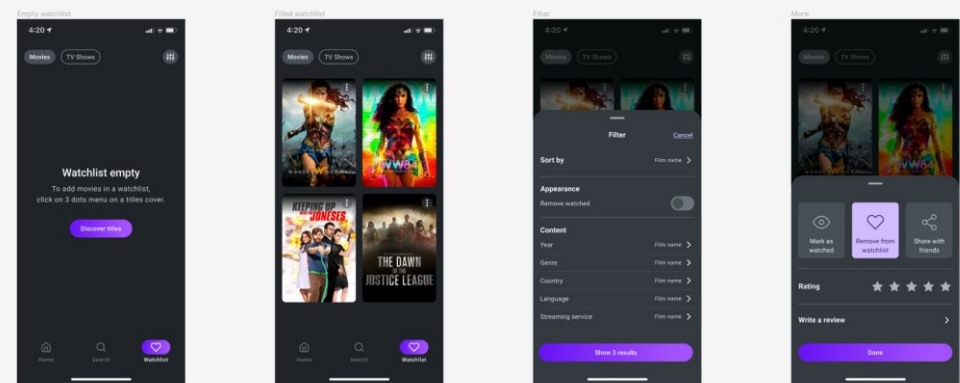 Empty watchlist
4:20
Movies
TV Shows
Watchlist empty
To add movies in a watchlist,
click on 3 dots menu on a titles cover.
Discover titles
Home
Search
Watchlist
Filled watchlist
4:20
Movies
TV Shows
WONDER WOMAN
WW84
KEEPING UP
WITH THE JONESES
THE DAWN
OF THE
JUSTICE LEAGUE
Home
Search
Watchlist
Filter
4:20
Movies
TV Shows
Filter
Cancel
Sort by
Film name
Appearance
Remove watched
Content
Year
Film name
Genre
Film name
Country
Film name
Language
Film name
Streaming service
Film name
Show 3 results
More
4:20
Movies
TV Shows
Mark as
watched
Remove from
watchlist
Share with
friends
Rating
Write a review
Done